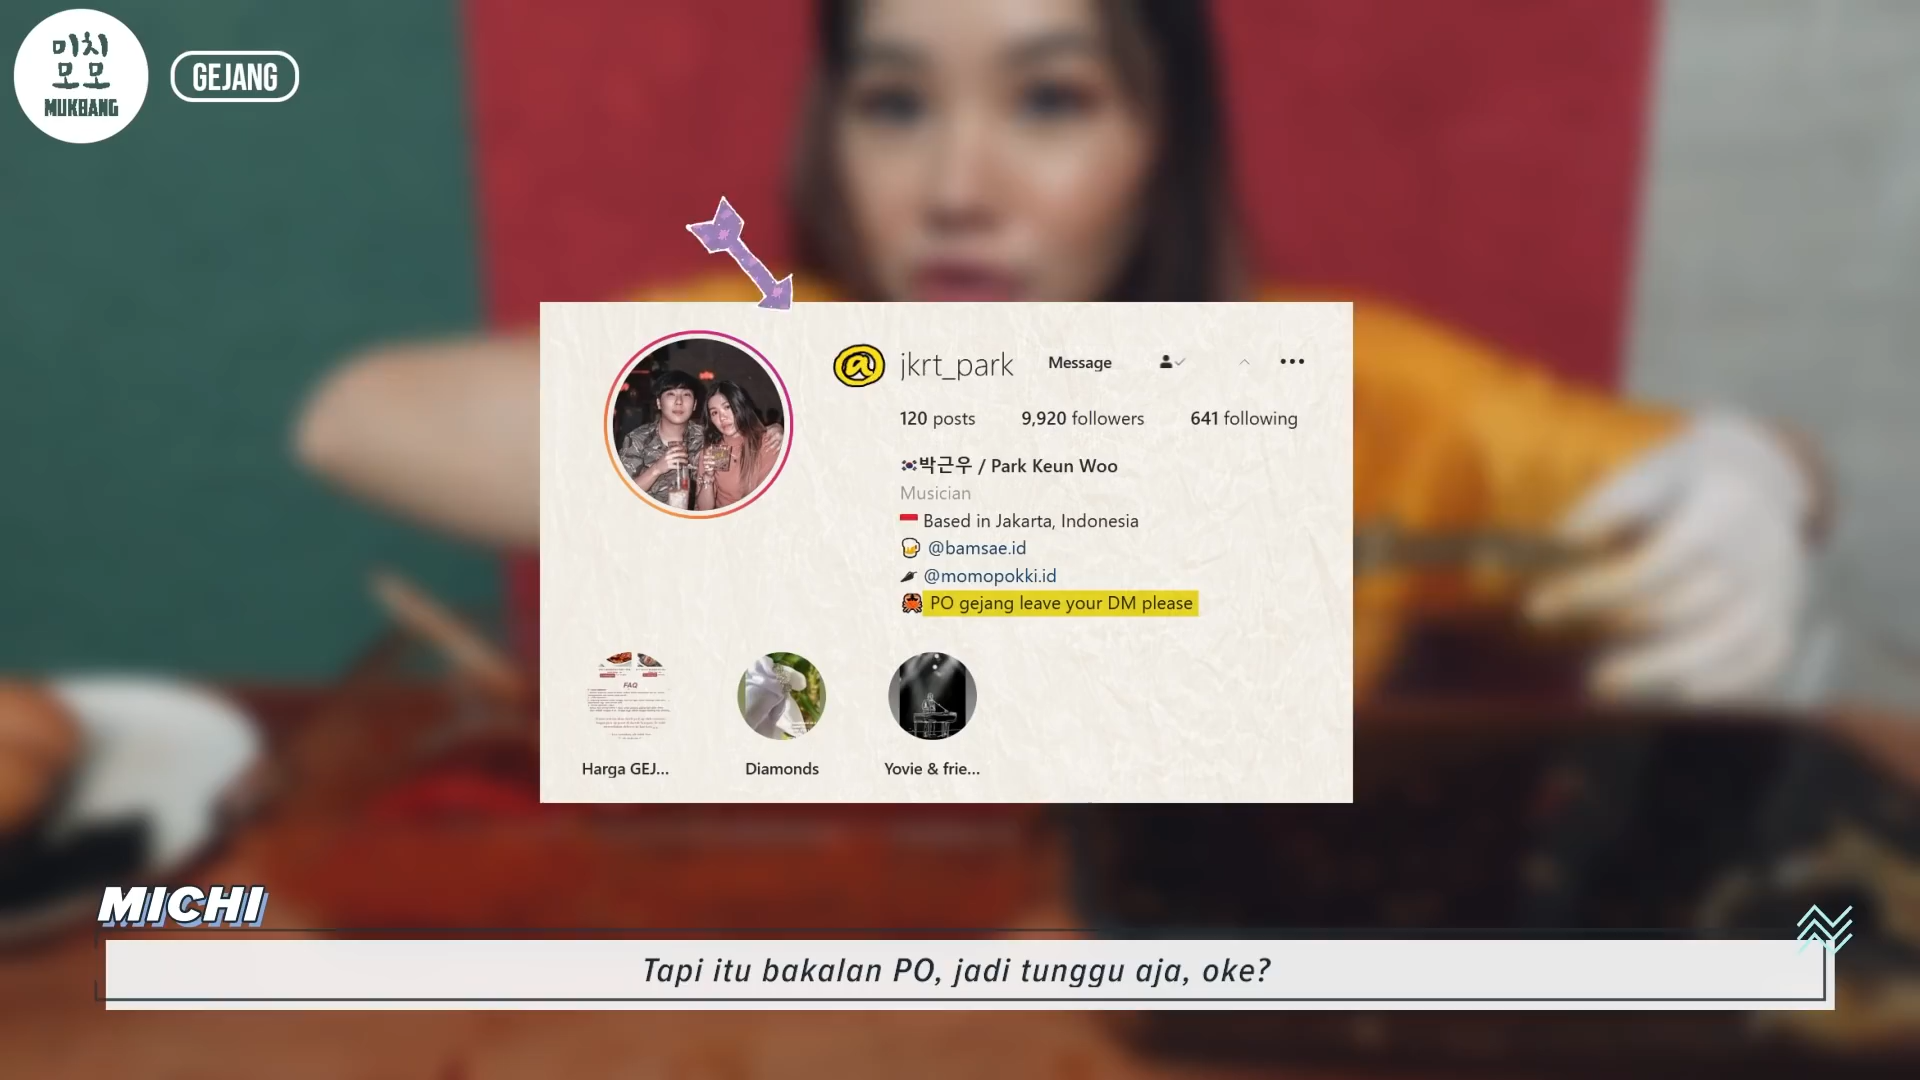 미치
모모
MUKBANG
GEJANG
@ jkrt_park
Message
120 posts 9,920 followers 641 following
🇰🇷박근우 / Park Keun Woo
Musician
🇮🇩 Based in Jakarta, Indonesia
🍺 @bamsae.id
🌶 @momopokki.id
🦀 PO gejang leave your DM please
FAQ
Harga GEJ... Diamonds Yovie & frie...
MICHI
Tapi itu bakalan PO, jadi tunggu aja, oke?